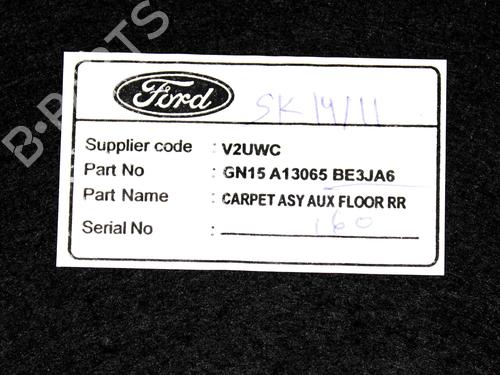 B-PARTS
Ford
SK 19/11
Supplier code : V2UWC
Part No : GN15 A13065 BE3JA6
Part Name : CARPET ASY AUX FLOOR RR
Serial No : 160